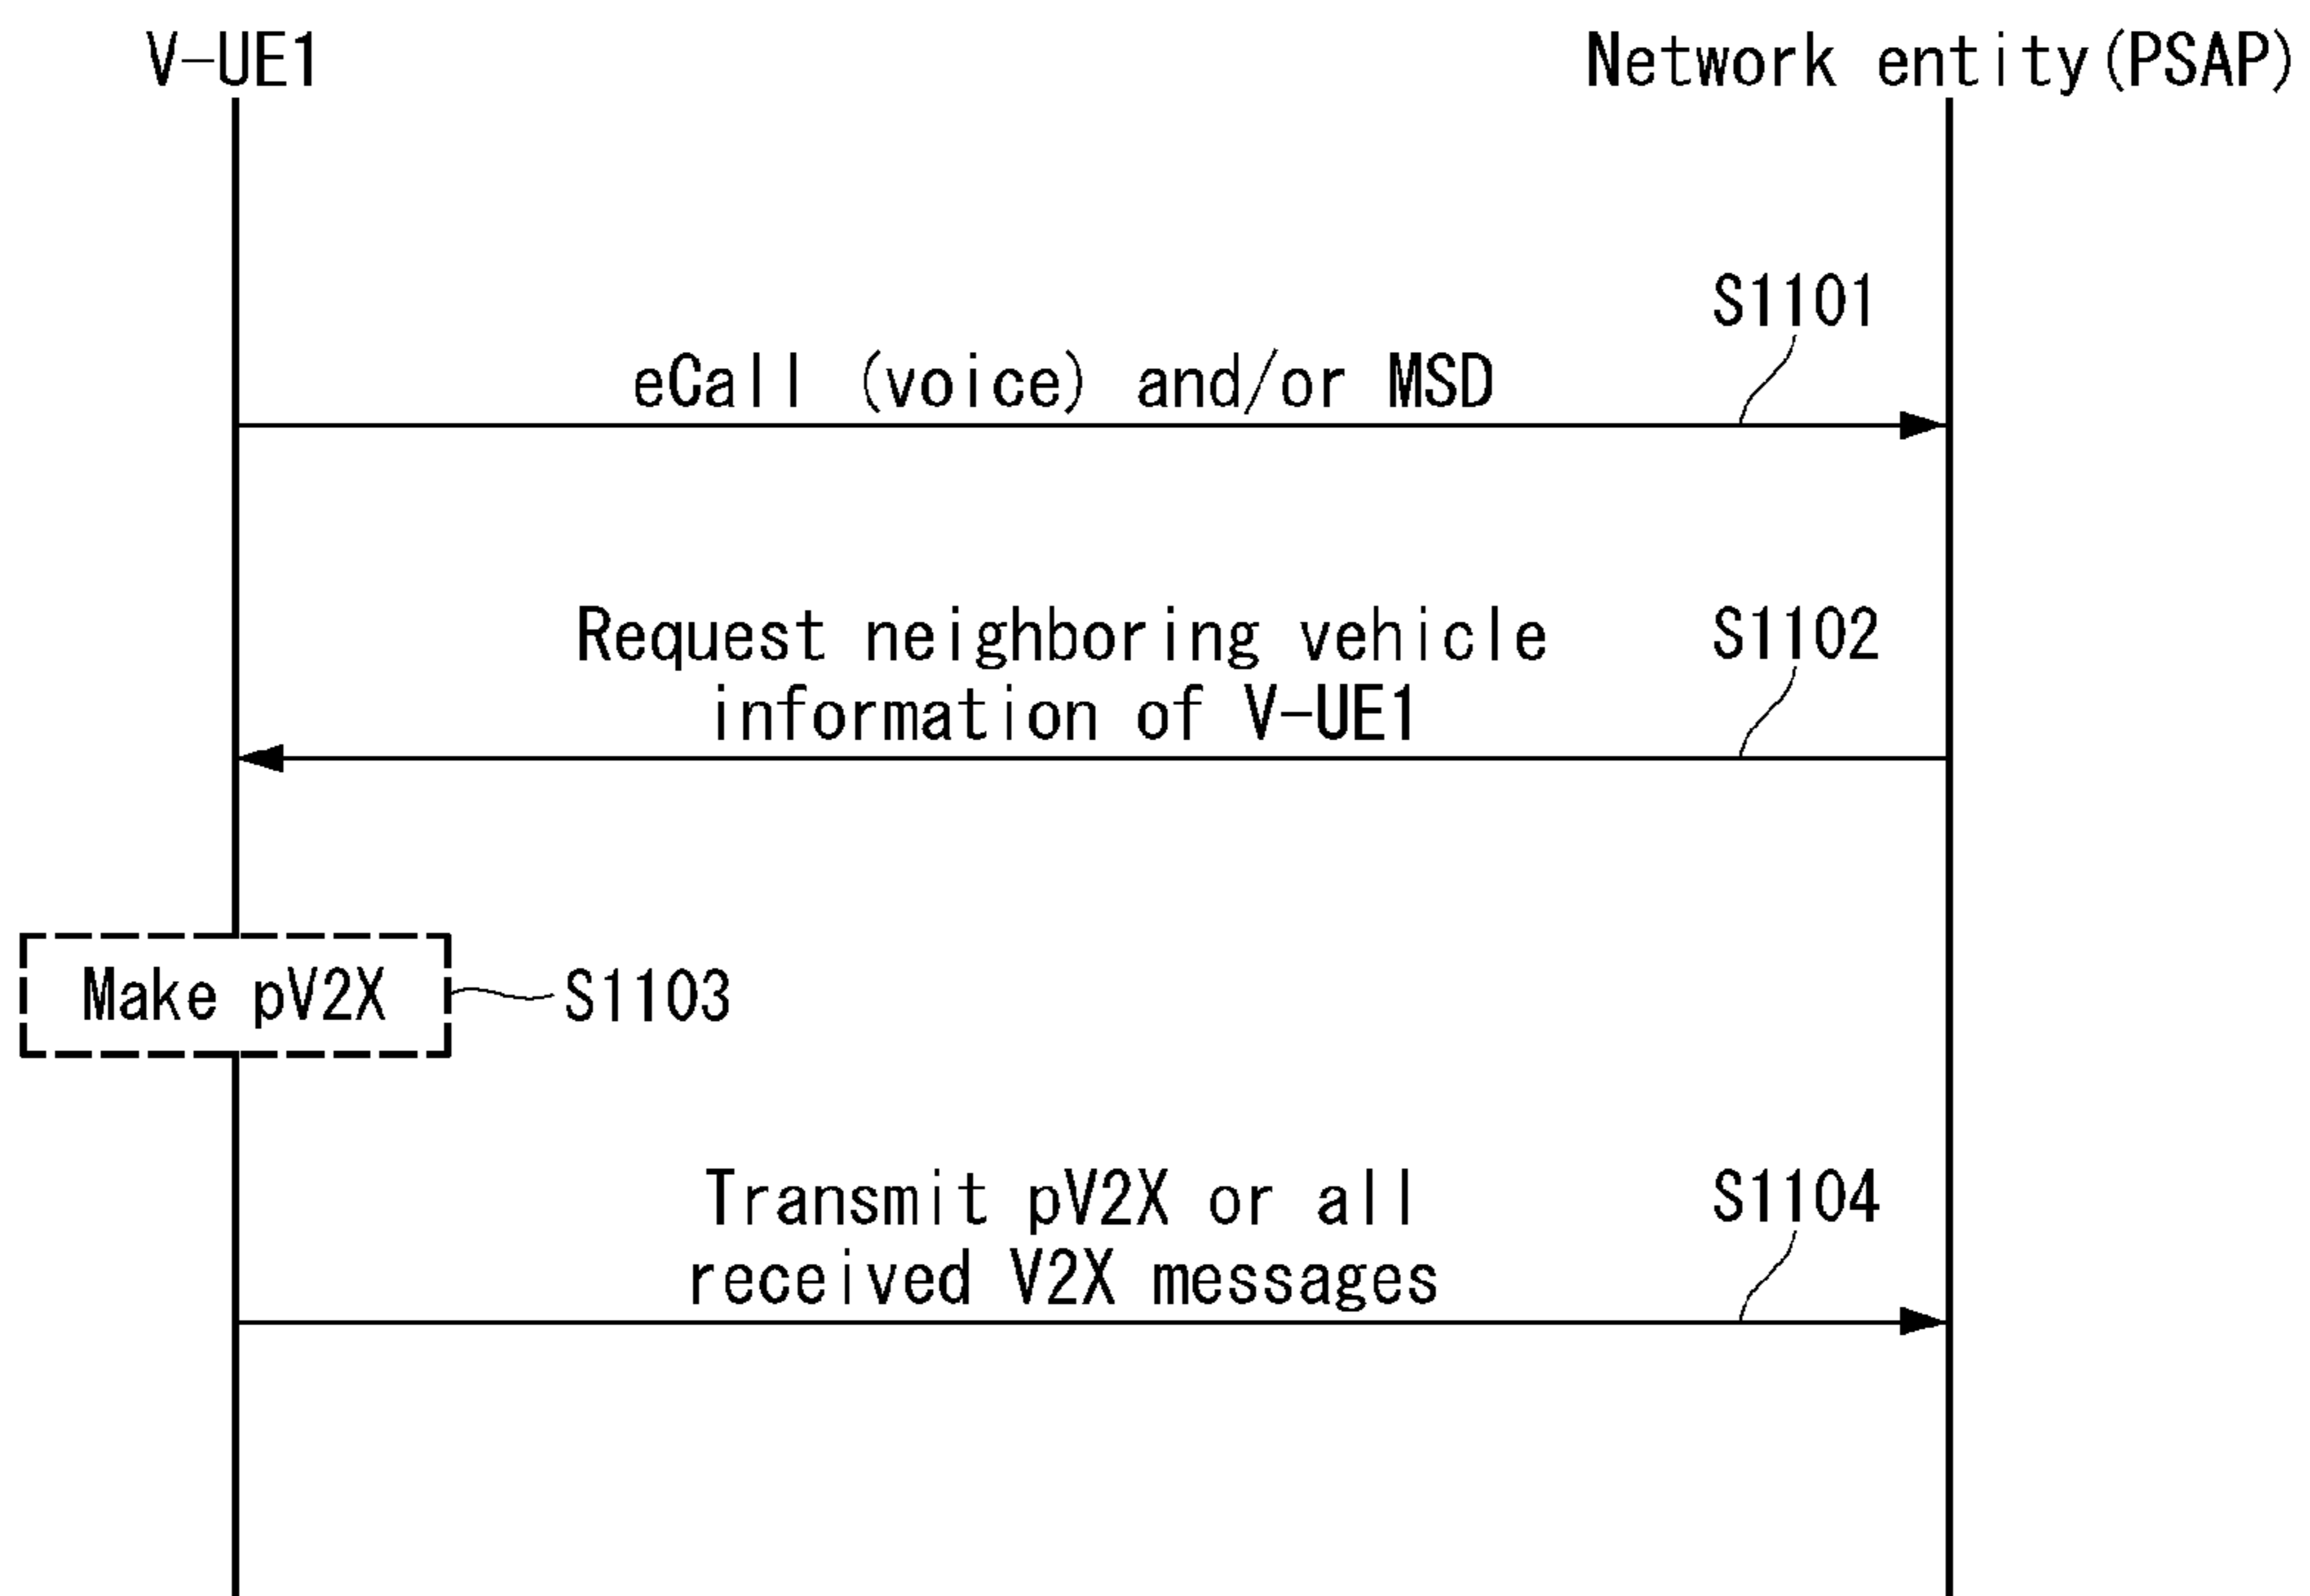 V-UE1
Network entity(PSAP)
S1101
eCall (voice) and/or MSD
Request neighboring vehicle
S1102
information of V-UE1
Make pV2X
S1103
Transmit pV2X or all
S1104
received V2X messages